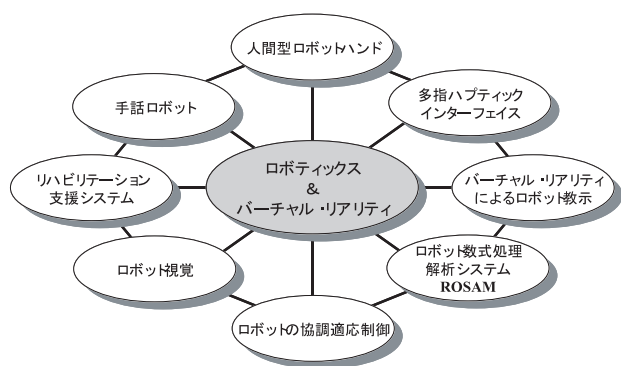 人間型ロボットハンド
手話ロボット
多指ハプティック
インターフェイス
ロボティックス
&
バーチャル・リアリティ
リハビリテーション
支援システム
バーチャル・リアリティ
によるロボット教示
ロボット視覚
ロボット数式処理
解析システム
ROSAM
ロボットの協調適応制御